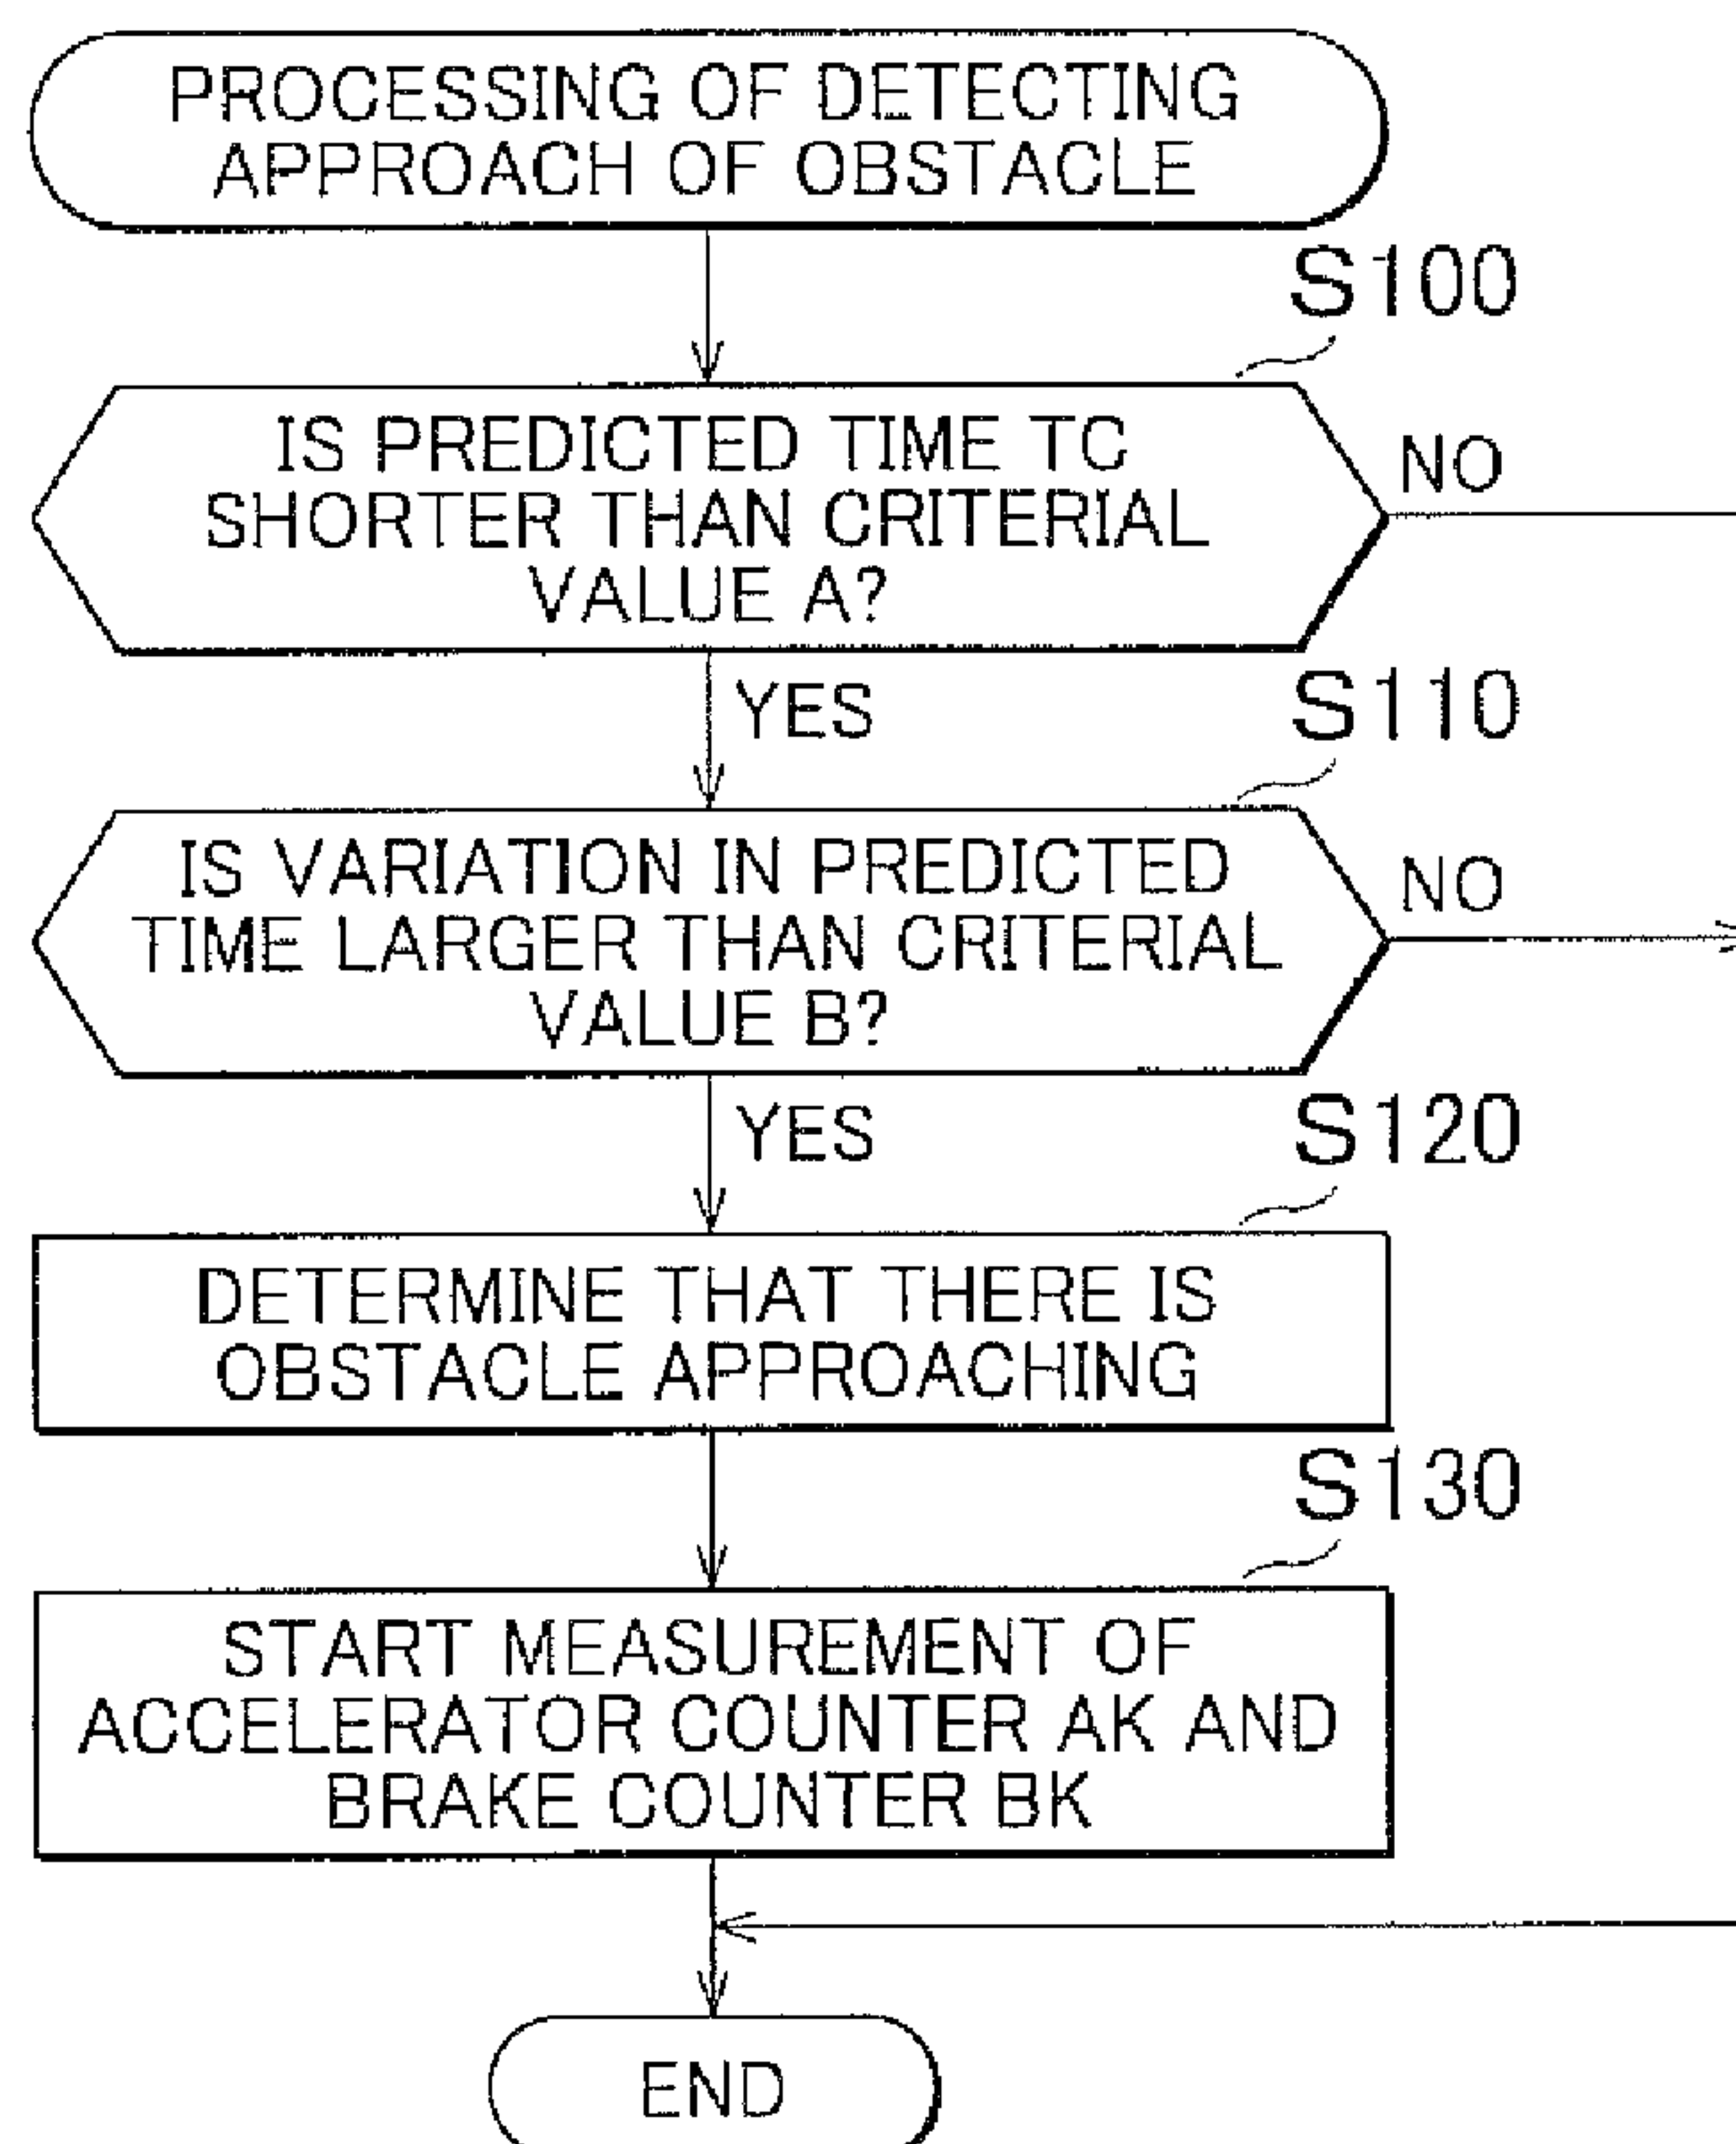 PROCESSING OF DETECTING
APPROACH OF OBSTACLE
S100
IS PREDICTED TIME TC
SHORTER THAN CRITERIAL
VALUE A?
NO
YES
S110
IS VARIATION IN PREDICTED
TIME LARGER THAN CRITERIAL
VALUE B?
NO
YES
S120
DETERMINE THAT THERE IS
OBSTACLE APPROACHING
S130
START MEASUREMENT OF
ACCELERATOR COUNTER AK AND
BRAKE COUNTER BK
END